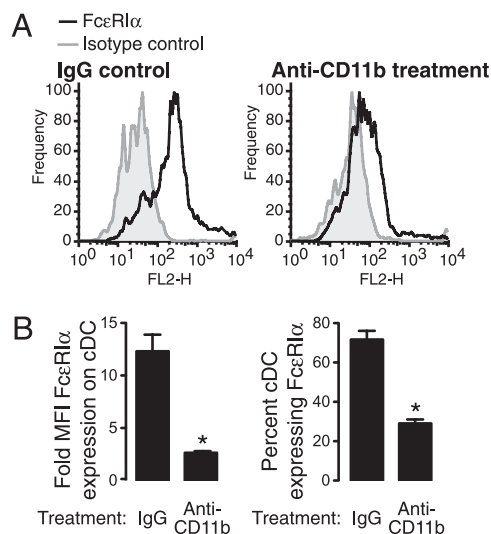 A
FcεRIα
Isotype control
IgG control
Anti-CD11b treatment
Frequency
100
80
60
40
20
0
10⁰ 10¹ 10² 10³ 10⁴
FL2-H
Frequency
100
80
60
40
20
0
10⁰ 10¹ 10² 10³ 10⁴
FL2-H
B
Fold MFI FcεRIα
expression on cDC
15
10
5
0
*
Treatment: IgG Anti-
CD11b
Percent cDC
expressing FcεRIα
80
60
40
20
0
*
Treatment: IgG Anti-
CD11b